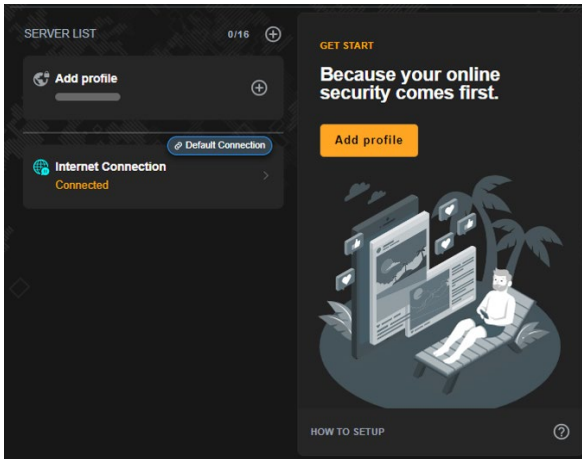 SERVER LIST
0/16
Add profile
Default Connection
Internet Connection
Connected
GET START
Because your online
security comes first.
Add profile
HOW TO SETUP
?